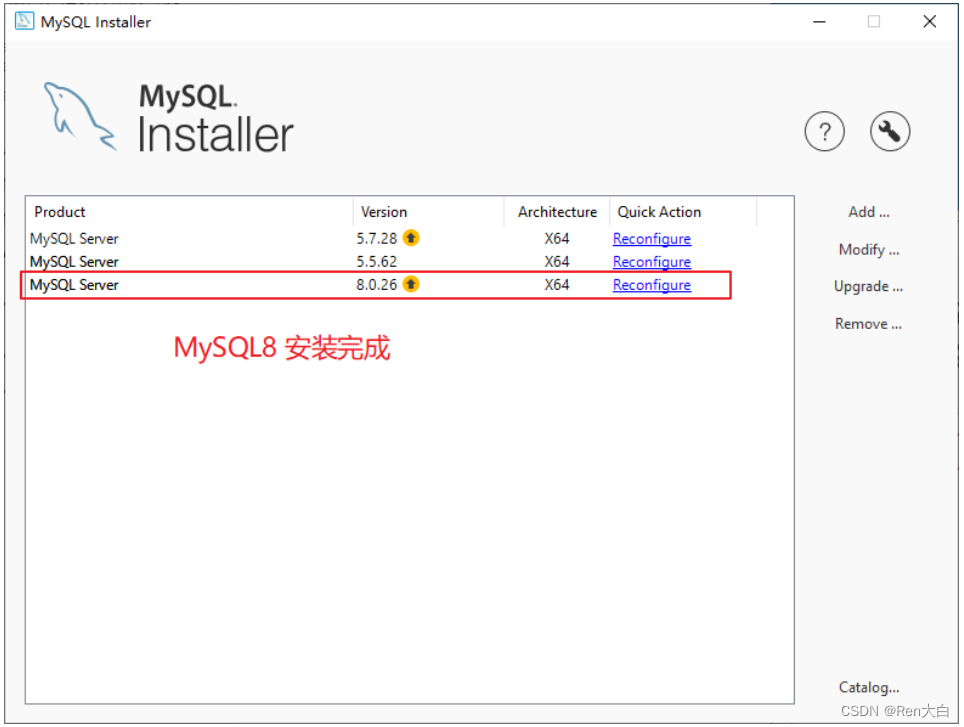 MySQL Installer
MySQL.
Installer
?
Product Version Architecture Quick Action
MySQL Server 5.7.28 X64 Reconfigure
MySQL Server 5.5.62 X64 Reconfigure
MySQL Server 8.0.26 X64 Reconfigure
Add ...
Modify ...
Upgrade ...
Remove ...
MySQL8 安装完成
Catalog...
CSDN @Ren大白